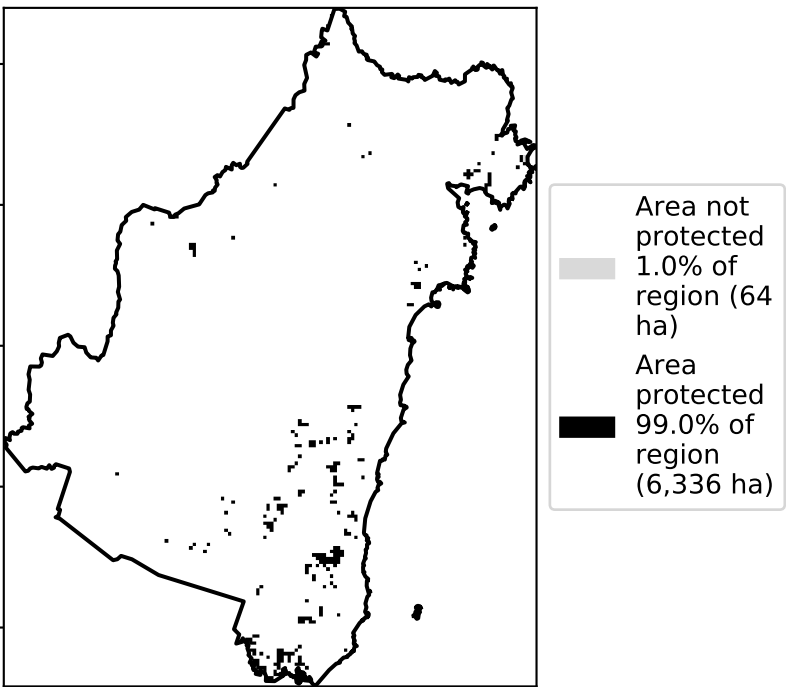 Area not
protected
1.0% of
region (64
ha)
Area
protected
99.0% of
region
(6,336 ha)